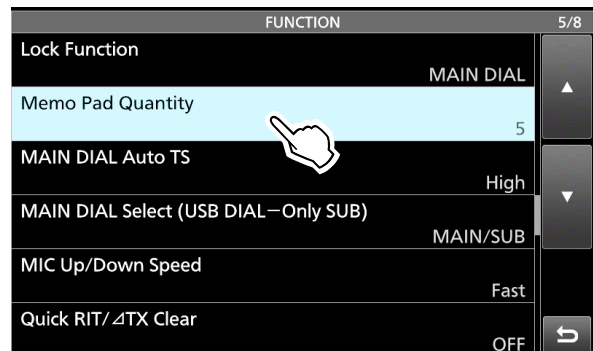 FUNCTION 5/8
Lock Function
MAIN DIAL
Memo Pad Quantity
5
MAIN DIAL Auto TS
High
MAIN DIAL Select (USB DIAL−Only SUB)
MAIN/SUB
MIC Up/Down Speed
Fast
Quick RIT/⊿TX Clear
OFF